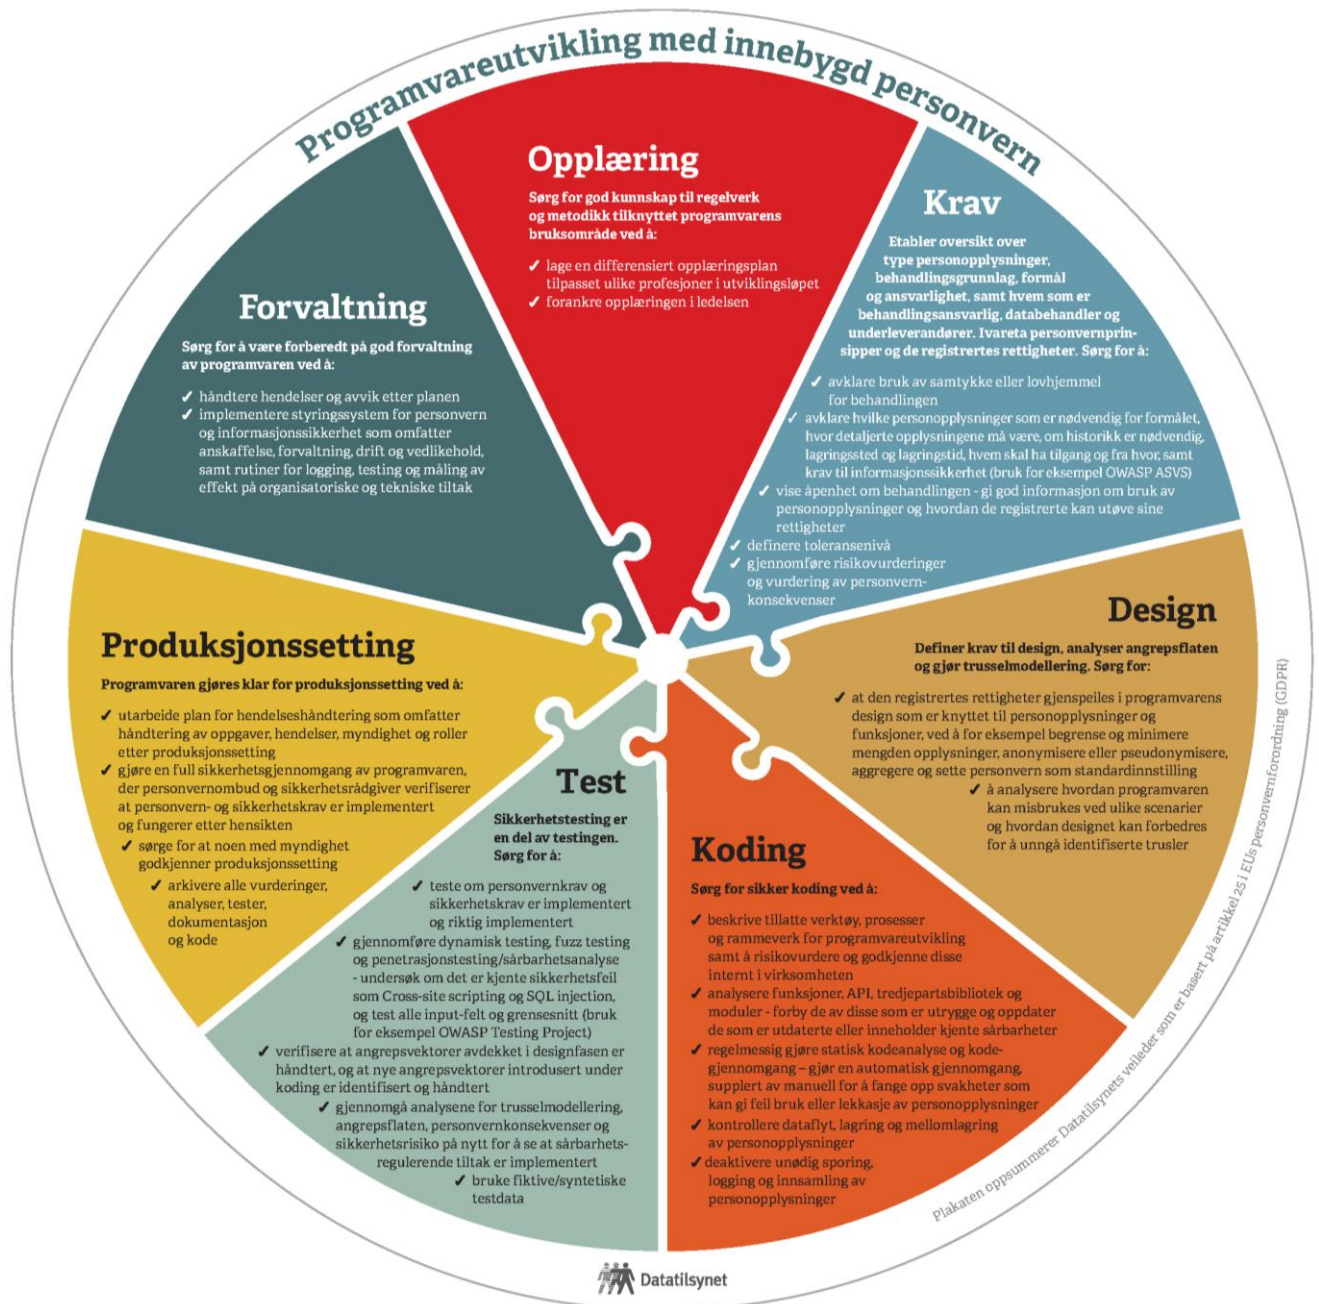 Programvareutvikling med innebygd personvern
Opplæring
Sørg for god kunnskap til regelverk
og metodikk tilknyttet programvarens
bruksområde ved å:
✓ lage en differensiert opplæringsplan
tilpasset ulike profesjoner i utviklingsløpet
✓ forankre opplæringen i ledelsen
Krav
Etabler oversikt over
type personopplysninger,
behandlingsgrunnlag, formål
og ansvarlighet, samt hvem som er
behandlingsansvarlig, databehandler og
underleverandører. Ivareta personvernprin-
sipper og de registrertes rettigheter. Sørg for å:
✓ avklare bruk av samtykke eller lovhjemmel
for behandlingen
✓ avklare hvilke personopplysninger som er nødvendig for formålet,
hvor detaljerte opplysningene må være, om historikk er nødvendig,
lagringssted og lagringstid, hvem skal ha tilgang og fra hvor, samt
krav til informasjonssikkerhet (bruk for eksempel OWASP ASVS)
✓ vise åpenhet om behandlingen - gi god informasjon om bruk av
personopplysninger og hvordan de registrerte kan utøve sine
rettigheter
✓ definere toleransenivå
✓ gjennomføre risikovurderinger
og vurdering av personvern-
konsekvenser
Design
Definer krav til design, analyser angrepsflaten
og gjør trusselmodellering. Sørg for:
✓ at den registrertes rettigheter gjenspeiles i programvarens
design som er knyttet til personopplysninger og
funksjoner, ved å for eksempel begrense og minimere
mengden opplysninger, anonymisere eller pseudonymisere,
aggregere og sette personvern som standardinnstilling
✓ å analysere hvordan programvaren
kan misbrukes ved ulike scenarier
og hvordan designet kan forbedres
for å unngå identifiserte trusler
Koding
Sørg for sikker koding ved å:
✓ beskrive tillatte verktøy, prosesser
og rammeverk for programvareutvikling
samt å risikovurdere og godkjenne disse
internt i virksomheten
✓ analysere funksjoner, API, tredjepartsbibliotek og
moduler - forby de av disse som er utrygge og oppdater
de som er utdaterte eller inneholder kjente sårbarheter
✓ regelmessig gjøre statisk kodeanalyse og kode-
gjennomgang – gjør en automatisk gjennomgang,
supplert av manuell for å fange opp svakheter som
kan gi feil bruk eller lekkasje av personopplysninger
✓ kontrollere dataflyt, lagring og mellomlagring
av personopplysninger
✓ deaktivere unødig sporing,
logging og innsamling av
personopplysninger
Test
Sikkerhetstesting er
en del av testingen.
Sørg for å:
✓ teste om personvernkrav og
sikkerhetskrav er implementert
og riktig implementert
✓ gjennomføre dynamisk testing, fuzz testing
og penetrasjonstesting/sårbarhetsanalyse
- undersøk om det er kjente sikkerhetsfeil
som Cross-site scripting og SQL injection,
og test alle input-felt og grensesnitt (bruk
for eksempel OWASP Testing Project)
✓ verifisere at angrepsvektorer avdekket i designfasen er
håndtert, og at nye angrepsvektorer introdusert under
koding er identifisert og håndtert
✓ gjennomgå analysene for trusselmodellering,
angrepsflaten, personvernkonsekvenser og
sikkerhetsrisiko på nytt for å se at sårbarhets-
regulerende tiltak er implementert
✓ bruke fiktive/syntetiske
testdata
Produksjonssetting
Programvaren gjøres klar for produksjonssetting ved å:
✓ utarbeide plan for hendelseshåndtering som omfatter
håndtering av oppgaver, hendelser, myndighet og roller
etter produksjonssetting
✓ gjøre en full sikkerhetsgjennomgang av programvaren,
der personvernombud og sikkerhetsrådgiver verifiserer
at personvern- og sikkerhetskrav er implementert
og fungerer etter hensikten
✓ sørge for at noen med myndighet
godkjenner produksjonssetting
✓ arkivere alle vurderinger,
analyser, tester,
dokumentasjon
og kode
Forvaltning
Sørg for å være forberedt på god forvaltning
av programvaren ved å:
✓ håndtere hendelser og avvik etter planen
✓ implementere styringssystem for personvern
og informasjonssikkerhet som omfatter
anskaffelse, forvaltning, drift og vedlikehold,
samt rutiner for logging, testing og måling av
effekt på organisatoriske og tekniske tiltak
Plakaten oppsummerer Datatilsynets veileder som er basert på artikkel 25 i EUs personvernforordning (GDPR)
Datatilsynet